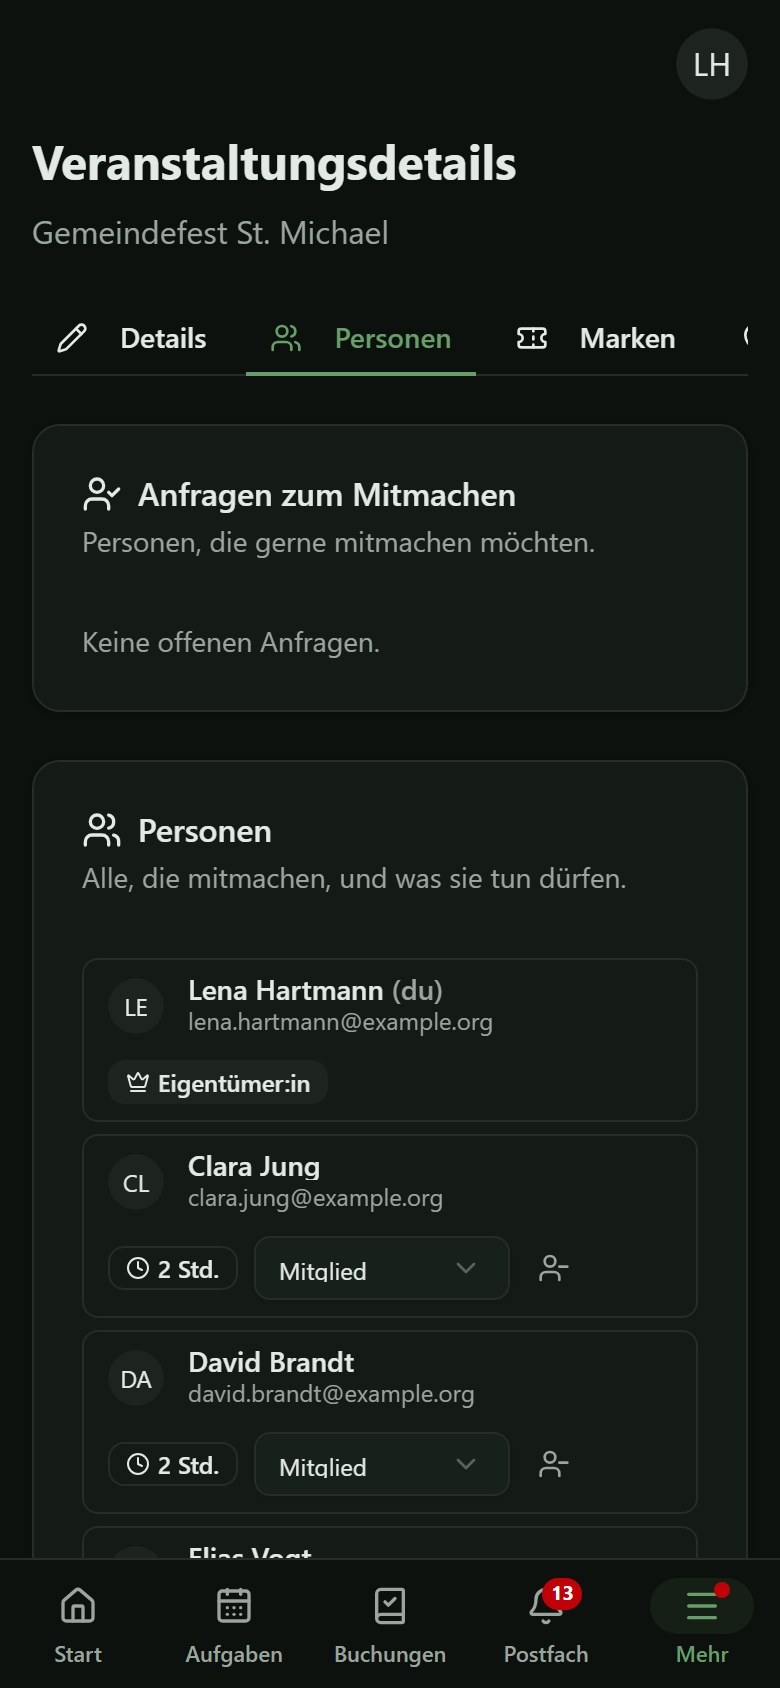 LH
Veranstaltungsdetails
Gemeindefest St. Michael
Details Personen Marken
Anfragen zum Mitmachen
Personen, die gerne mitmachen möchten.
Keine offenen Anfragen.
Personen
Alle, die mitmachen, und was sie tun dürfen.
LE
Lena Hartmann (du)
lena.hartmann@example.org
Eigentümer:in
CL
Clara Jung
clara.jung@example.org
2 Std. Mitglied
DA
David Brandt
david.brandt@example.org
2 Std. Mitglied
Elias Vogt
13
Start Aufgaben Buchungen Postfach Mehr